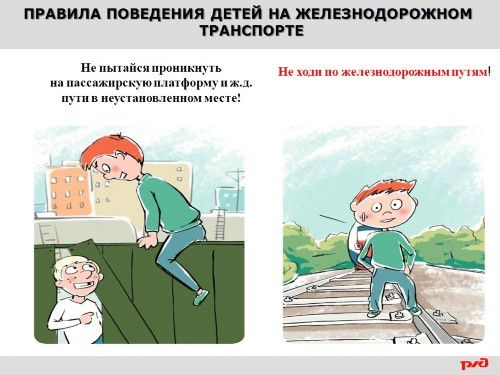 ПРАВИЛА ПОВЕДЕНИЯ ДЕТЕЙ НА ЖЕЛЕЗНОДОРОЖНОМ
ТРАНСПОРТЕ
Не пытайся проникнуть
на пассажирскую платформу и ж.д.
пути в неустановленном месте!
Не ходи по железнодорожным путям!
ржд